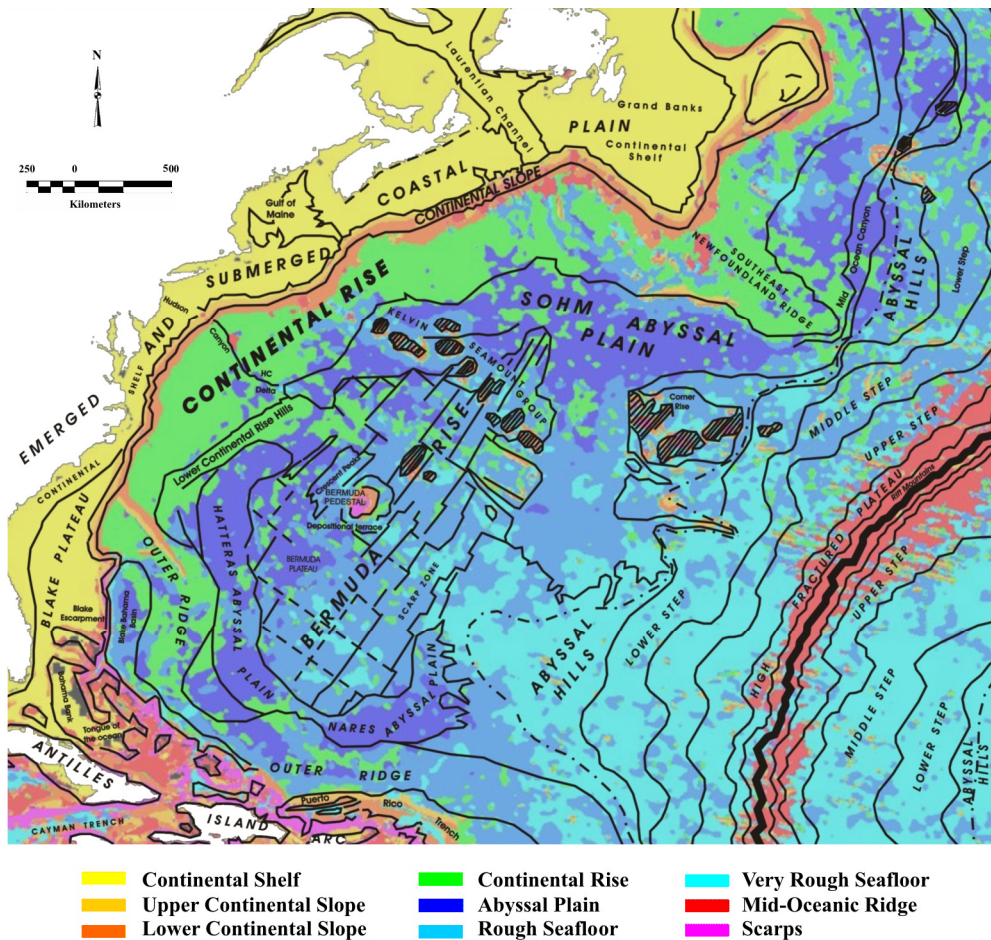 N
250 0 500
Kilometers
Laurentian Channel
Grand Banks
PLAIN
Continental
Shelf
COASTAL
CONTINENTAL SLOPE
Gulf of
Maine
SUBMERGED
Hudson
AND
SHELF
CONTINENTAL
EMERGED
Canyon
HC
Delta
CONTINENTAL RISE
SOUTHEAST
NEWFOUNDLAND RIDGE
Mid Ocean Canyon
ABYSSAL
HILLS
Lower Step
SOHM ABYSSAL
PLAIN
KELVIN
SEAMOUNT
GROUP
Corner
Rise
MIDDLE STEP
UPPER STEP
Lower Continental Rise Hills
Crescent Peaks
BERMUDA
PEDESTAL
Depositional terrace
BERMUDA
PLATEAU
BERMUDA RISE
SCARP ZONE
HATTERAS ABYSSAL
PLAIN
OUTER
RIDGE
BLAKE PLATEAU
Blake
Escarpment
Blake Bahama
Basin
Bahama Bank
Tongue of
the ocean
NARES ABYSSAL PLAIN
OUTER RIDGE
ABYSSAL
HILLS
LOWER STEP
HIGH FRACTURED PLATEAU
Rift Mountains
UPPER STEP
MIDDLE STEP
LOWER STEP
ABYSSAL
HILLS
ANTILLES
ISLAND
ARC
Puerto Rico Trench
CAYMAN TRENCH
Continental Shelf
Upper Continental Slope
Lower Continental Slope
Continental Rise
Abyssal Plain
Rough Seafloor
Very Rough Seafloor
Mid-Oceanic Ridge
Scarps